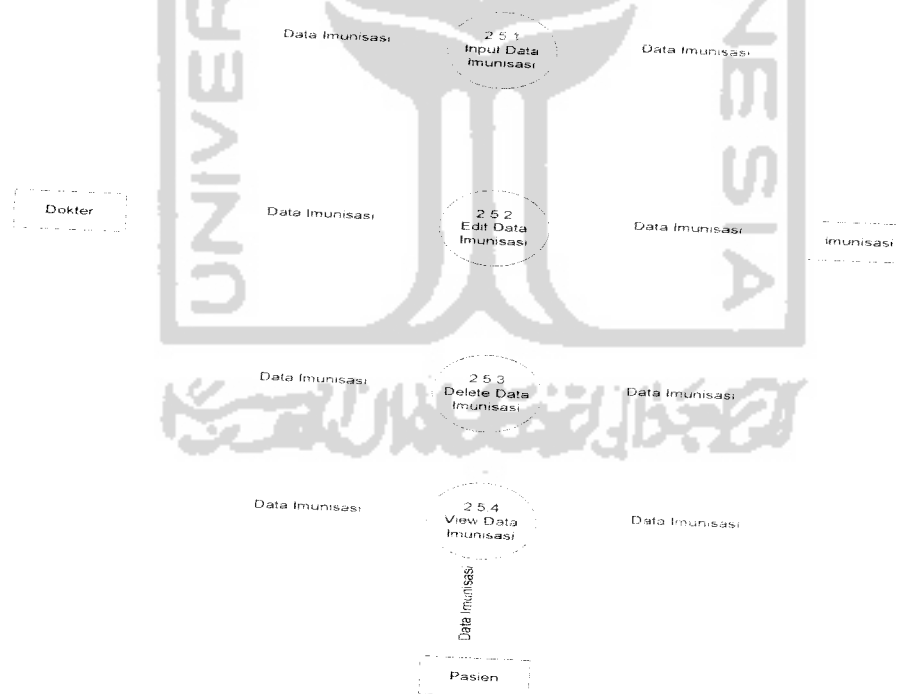 Data Imunisasi
2.5.1
Input Data
Imunisasi
Data Imunisasi
UNIVER
NESIA
Dokter
Data Imunisasi
2.5.2
Edit Data
Imunisasi
Data Imunisasi
imunisasi
Data Imunisasi
2.5.3
Delete Data
Imunisasi
Data Imunisasi
Data Imunisasi
2.5.4
View Data
Imunisasi
Data Imunisasi
Data Imunisasi
Pasien